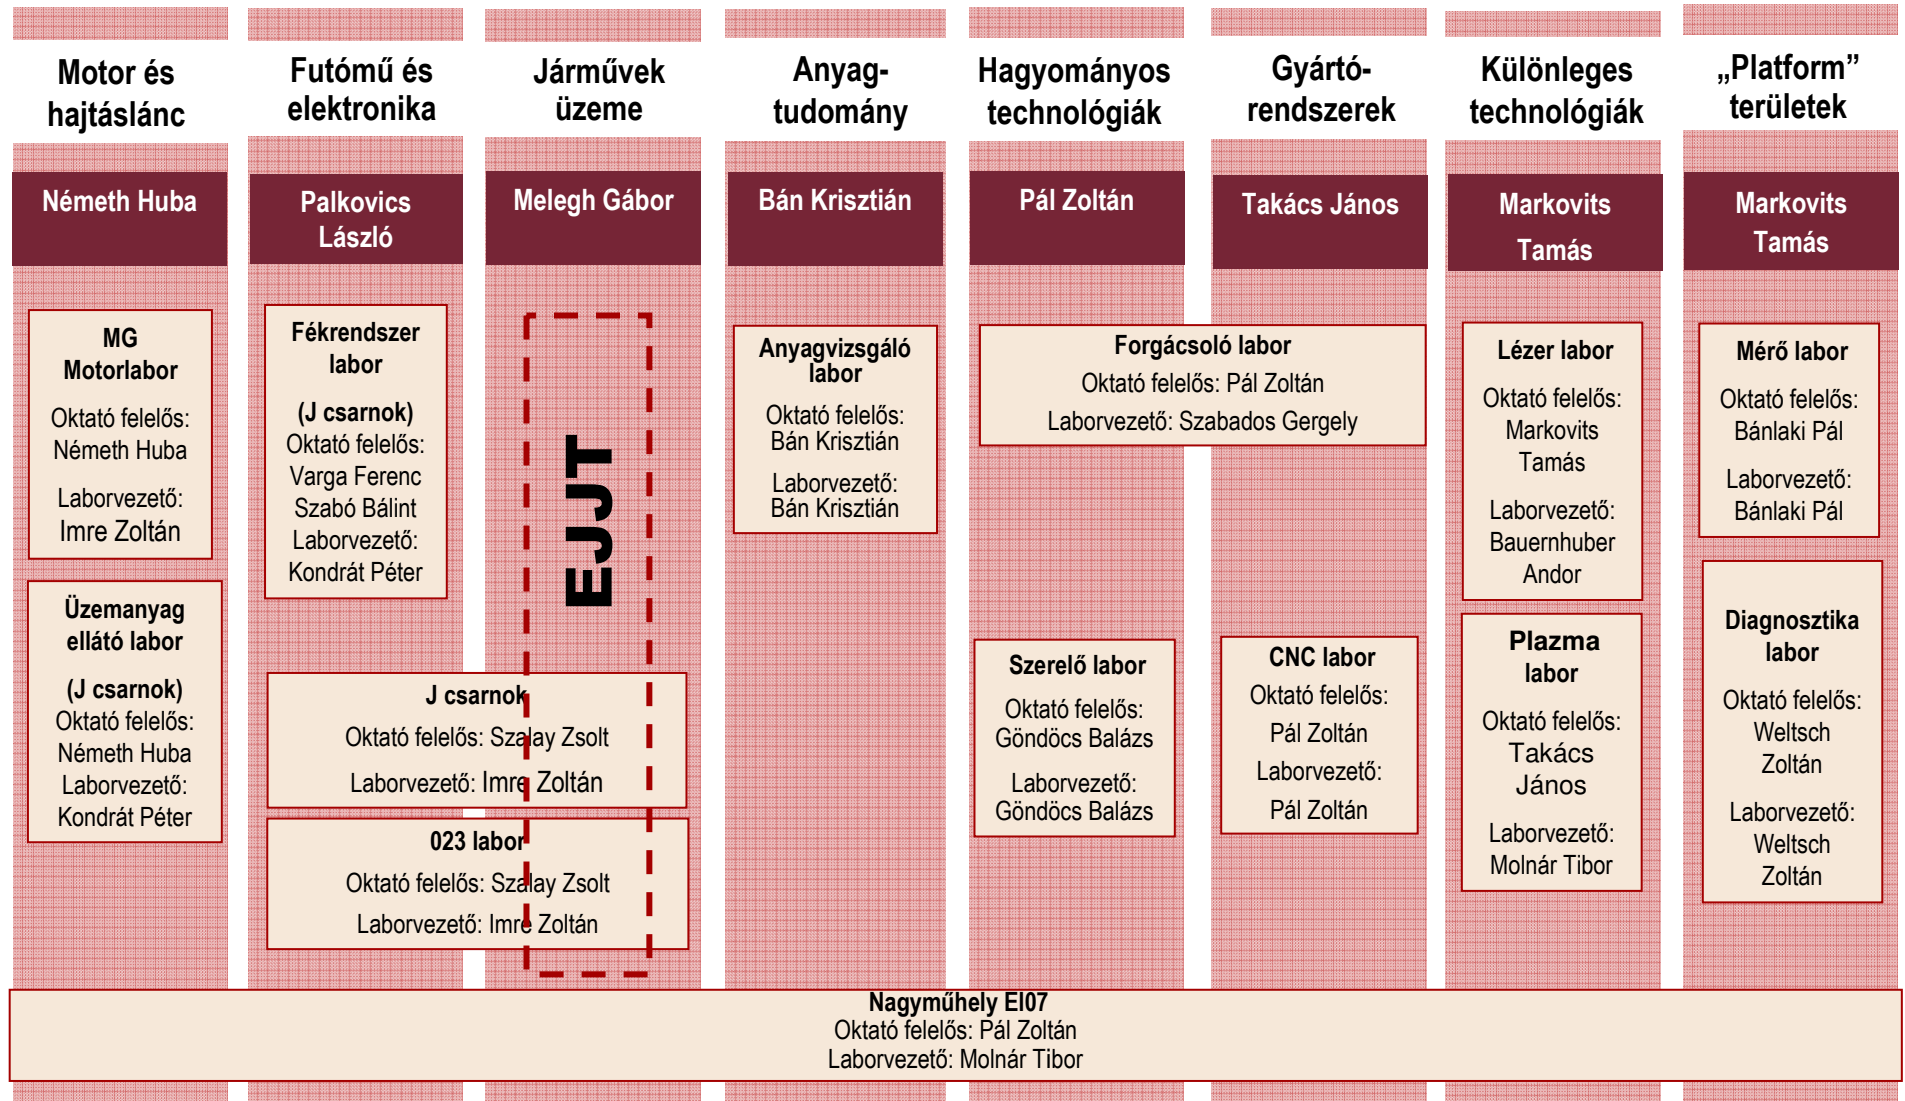 Motor és
hajtáslánc
Futómű és
elektronika
Járművek
üzeme
Anyag-
tudomány
Hagyományos
technológiák
Gyártó-
rendszerek
Különleges
technológiák
„Platform”
területek
Németh Huba
Palkovics
László
Melegh Gábor
Bán Krisztián
Pál Zoltán
Takács János
Markovits
Tamás
Markovits
Tamás
MG
Motorlabor
Oktató felelős:
Németh Huba
Laborvezető:
Imre Zoltán
Üzemanyag
ellátó labor
(J csarnok)
Oktató felelős:
Németh Huba
Laborvezető:
Kondrát Péter
Fékrendszer
labor
(J csarnok)
Oktató felelős:
Varga Ferenc
Szabó Bálint
Laborvezető:
Kondrát Péter
EJJT
J csarnok
Oktató felelős: Szalay Zsolt
Laborvezető: Imre Zoltán
023 labor
Oktató felelős: Szalay Zsolt
Laborvezető: Imre Zoltán
Anyagvizsgáló
labor
Oktató felelős:
Bán Krisztián
Laborvezető:
Bán Krisztián
Forgácsoló labor
Oktató felelős: Pál Zoltán
Laborvezető: Szabados Gergely
Szerelő labor
Oktató felelős:
Göndöcs Balázs
Laborvezető:
Göndöcs Balázs
CNC labor
Oktató felelős:
Pál Zoltán
Laborvezető:
Pál Zoltán
Lézer labor
Oktató felelős:
Markovits
Tamás
Laborvezető:
Bauernhuber
Andor
Plazma
labor
Oktató felelős:
Takács
János
Laborvezető:
Molnár Tibor
Mérő labor
Oktató felelős:
Bánlaki Pál
Laborvezető:
Bánlaki Pál
Diagnosztika
labor
Oktató felelős:
Weltsch
Zoltán
Laborvezető:
Weltsch
Zoltán
Nagyműhely EI07
Oktató felelős: Pál Zoltán
Laborvezető: Molnár Tibor